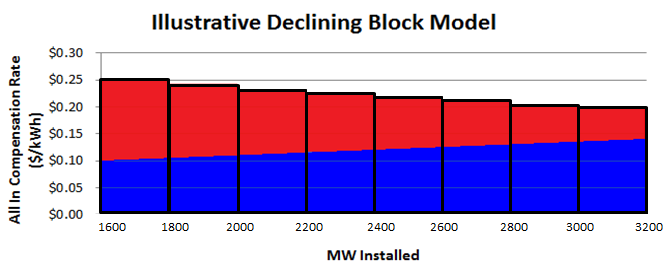 Illustrative Declining Block Model
All In Compensation Rate
($/kWh)
$0.30
$0.25
$0.20
$0.15
$0.10
$0.05
$0.00
1600 1800 2000 2200 2400 2600 2800 3000 3200
MW Installed